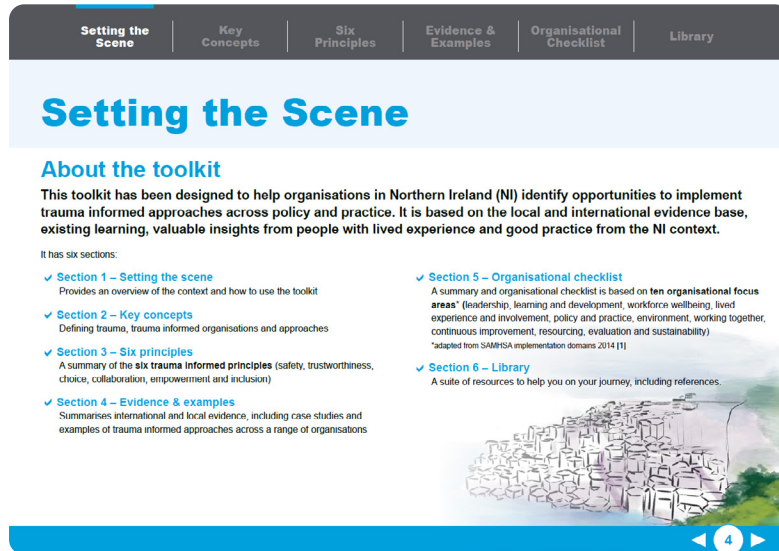 Setting the
Scene
Key
Concepts
Six
Principles
Evidence &
Examples
Organisational
Checklist
Library
Setting the Scene
About the toolkit
This toolkit has been designed to help organisations in Northern Ireland (NI) identify opportunities to implement
trauma informed approaches across policy and practice. It is based on the local and international evidence base,
existing learning, valuable insights from people with lived experience and good practice from the NI context.
It has six sections:
Section 1 – Setting the scene
Provides an overview of the context and how to use the toolkit
Section 2 – Key concepts
Defining trauma, trauma informed organisations and approaches
Section 3 – Six principles
A summary of the six trauma informed principles (safety, trustworthiness,
choice, collaboration, empowerment and inclusion)
Section 4 – Evidence & examples
Summarises international and local evidence, including case studies and
examples of trauma informed approaches across a range of organisations
Section 5 – Organisational checklist
A summary and organisational checklist is based on ten organisational focus
areas* (leadership, learning and development, workforce wellbeing, lived
experience and involvement, policy and practice, environment, working together,
continuous improvement, resourcing, evaluation and sustainability)
*adapted from SAMHSA implementation domains 2014 [1]
Section 6 – Library
A suite of resources to help you on your journey, including references.
4